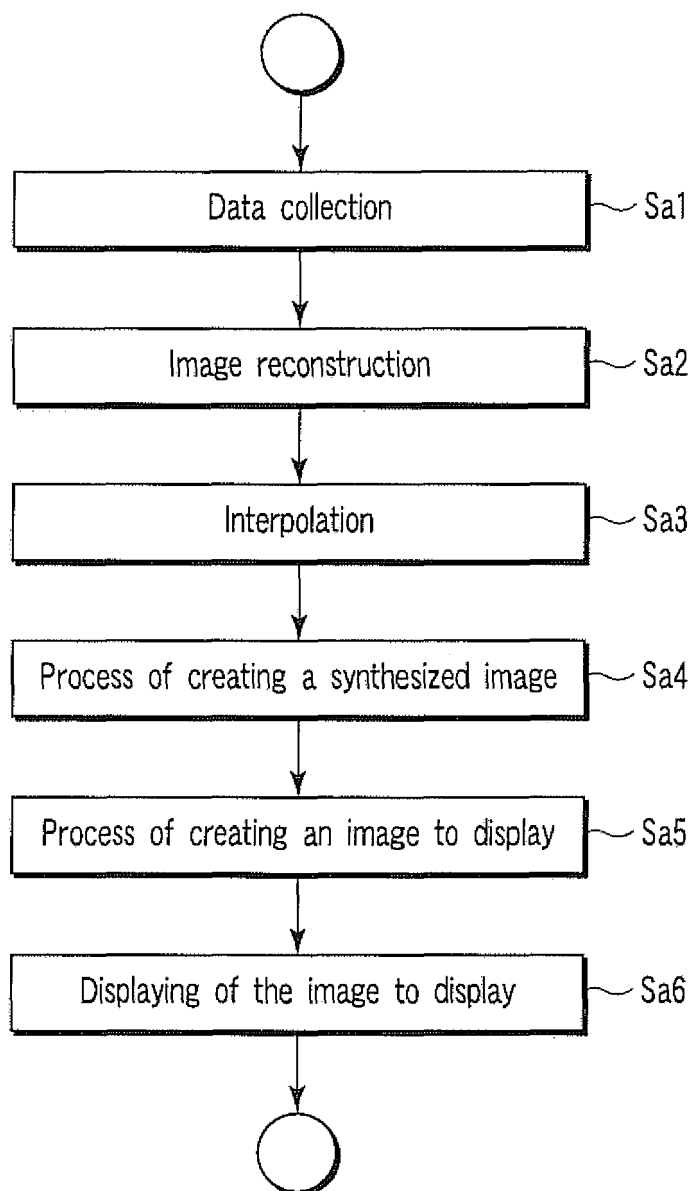 Data collection Sa1
Image reconstruction Sa2
Interpolation Sa3
Process of creating a synthesized image Sa4
Process of creating an image to display Sa5
Displaying of the image to display Sa6